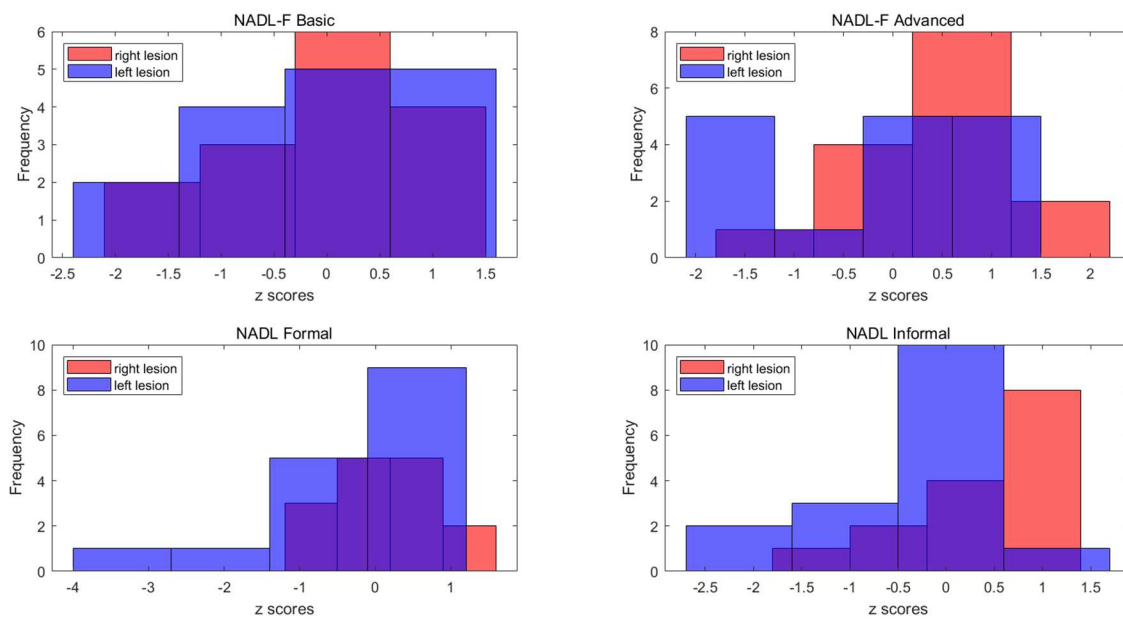 NADL-F Basic
6
5
4
3
2
1
0
Frequency
right lesion
left lesion
-2.5 -2 -1.5 -1 -0.5 0 0.5 1 1.5
z scores
NADL-F Advanced
8
6
4
2
0
Frequency
right lesion
left lesion
-2 -1.5 -1 -0.5 0 0.5 1 1.5 2
z scores
NADL Formal
10
8
6
4
2
0
Frequency
right lesion
left lesion
-4 -3 -2 -1 0 1
z scores
NADL Informal
10
8
6
4
2
0
Frequency
right lesion
left lesion
-2.5 -2 -1.5 -1 -0.5 0 0.5 1 1.5
z scores